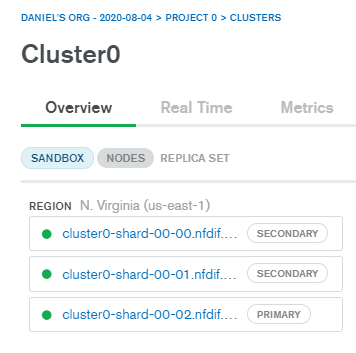 DANIEL'S ORG - 2020-08-04 > PROJECT 0 > CLUSTERS
Cluster0
Overview Real Time Metrics
SANDBOX NODES REPLICA SET
REGION N. Virginia (us-east-1)
cluster0-shard-00-00.nfdif.... SECONDARY
cluster0-shard-00-01.nfdif.... SECONDARY
cluster0-shard-00-02.nfdif.... PRIMARY